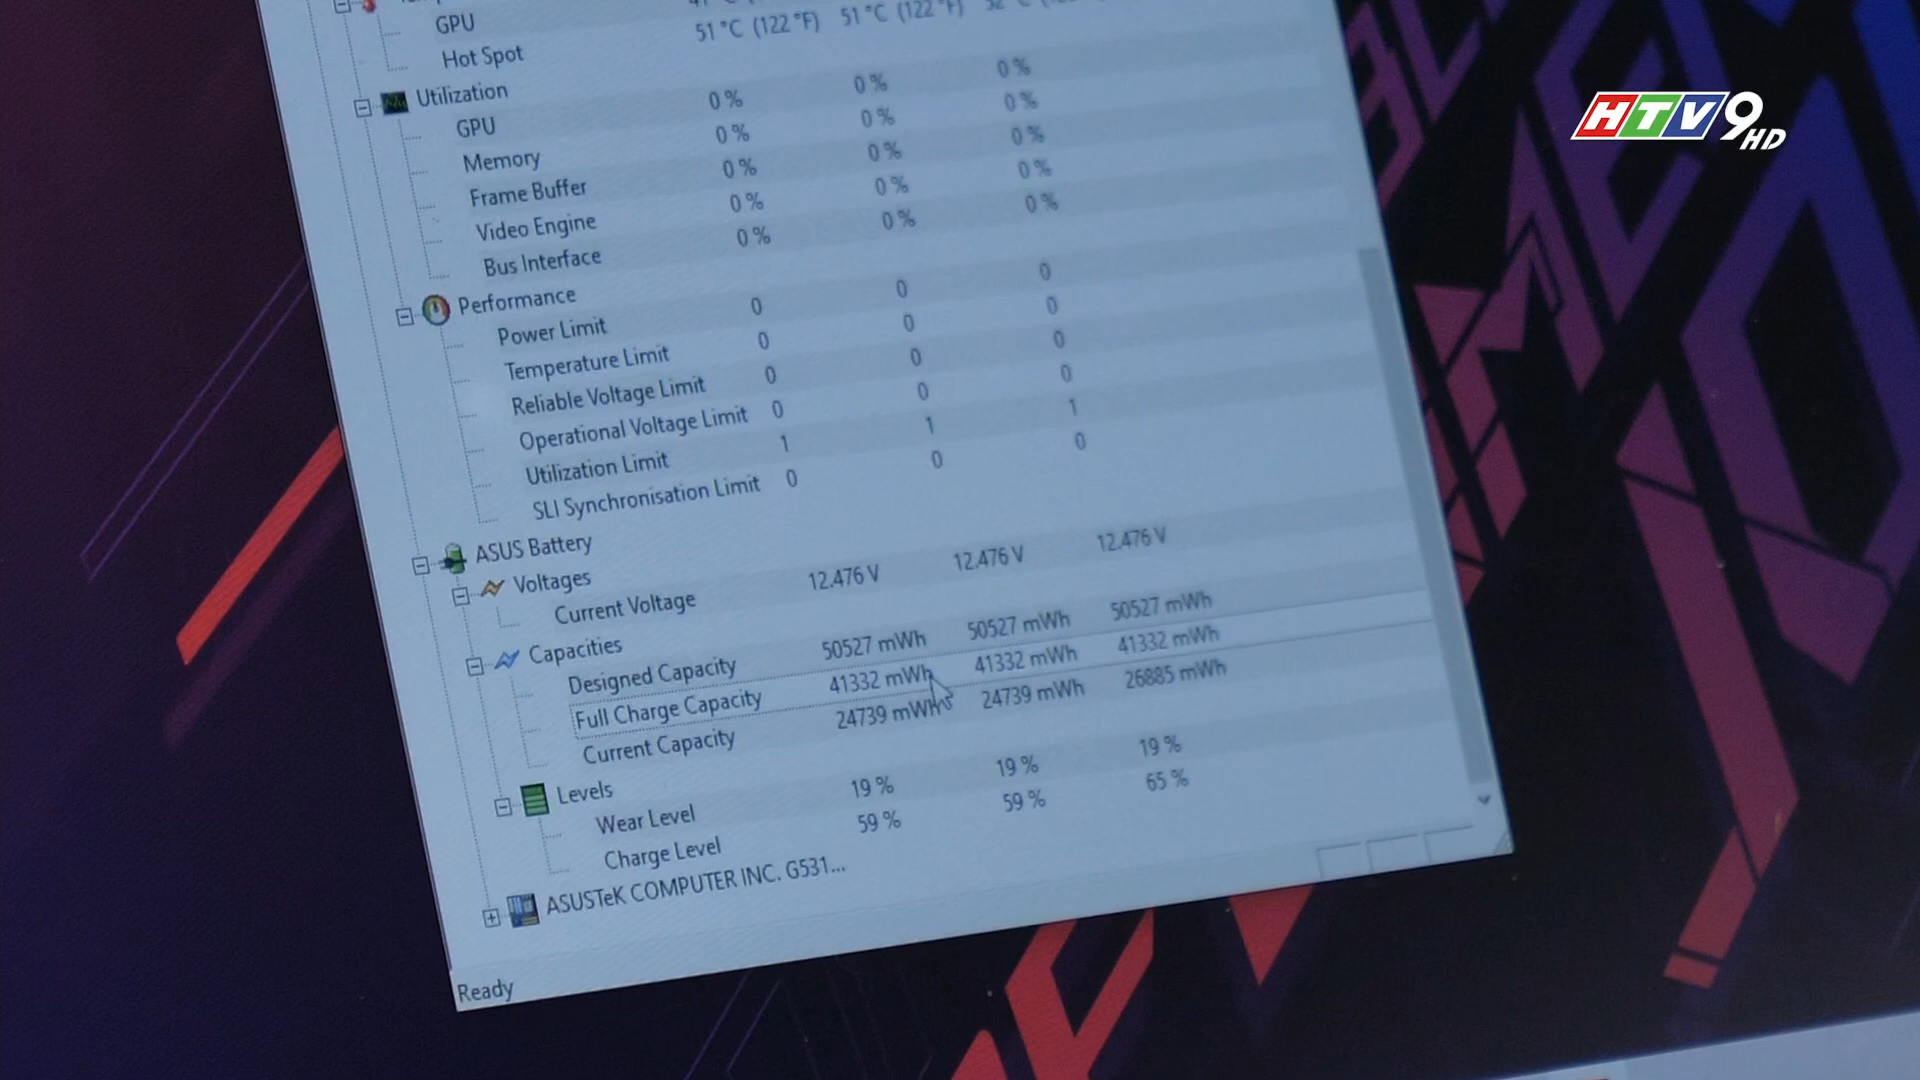 GPU 51 °C (122 °F) 51 °C (122 °F)
Hot Spot
Utilization
GPU 0 % 0 % 0 %
Memory 0 % 0 % 0 %
Frame Buffer 0 % 0 % 0 %
Video Engine 0 % 0 % 0 %
Bus Interface 0 % 0 % 0 %
Performance
Power Limit 0 0 0
Temperature Limit 0 0 0
Reliable Voltage Limit 0 0 0
Operational Voltage Limit 0 0 0
Utilization Limit 1 1 1
SLI Synchronisation Limit 0 0 0
ASUS Battery
Voltages
Current Voltage 12.476 V 12.476 V 12.476 V
Capacities
Designed Capacity 50527 mWh 50527 mWh 50527 mWh
Full Charge Capacity 41332 mWh 41332 mWh 41332 mWh
Current Capacity 24739 mWh 24739 mWh 26885 mWh
Levels
Wear Level 19 % 19 % 19 %
Charge Level 59 % 59 % 65 %
ASUSTeK COMPUTER INC. G531...
Ready
HTV9
HD